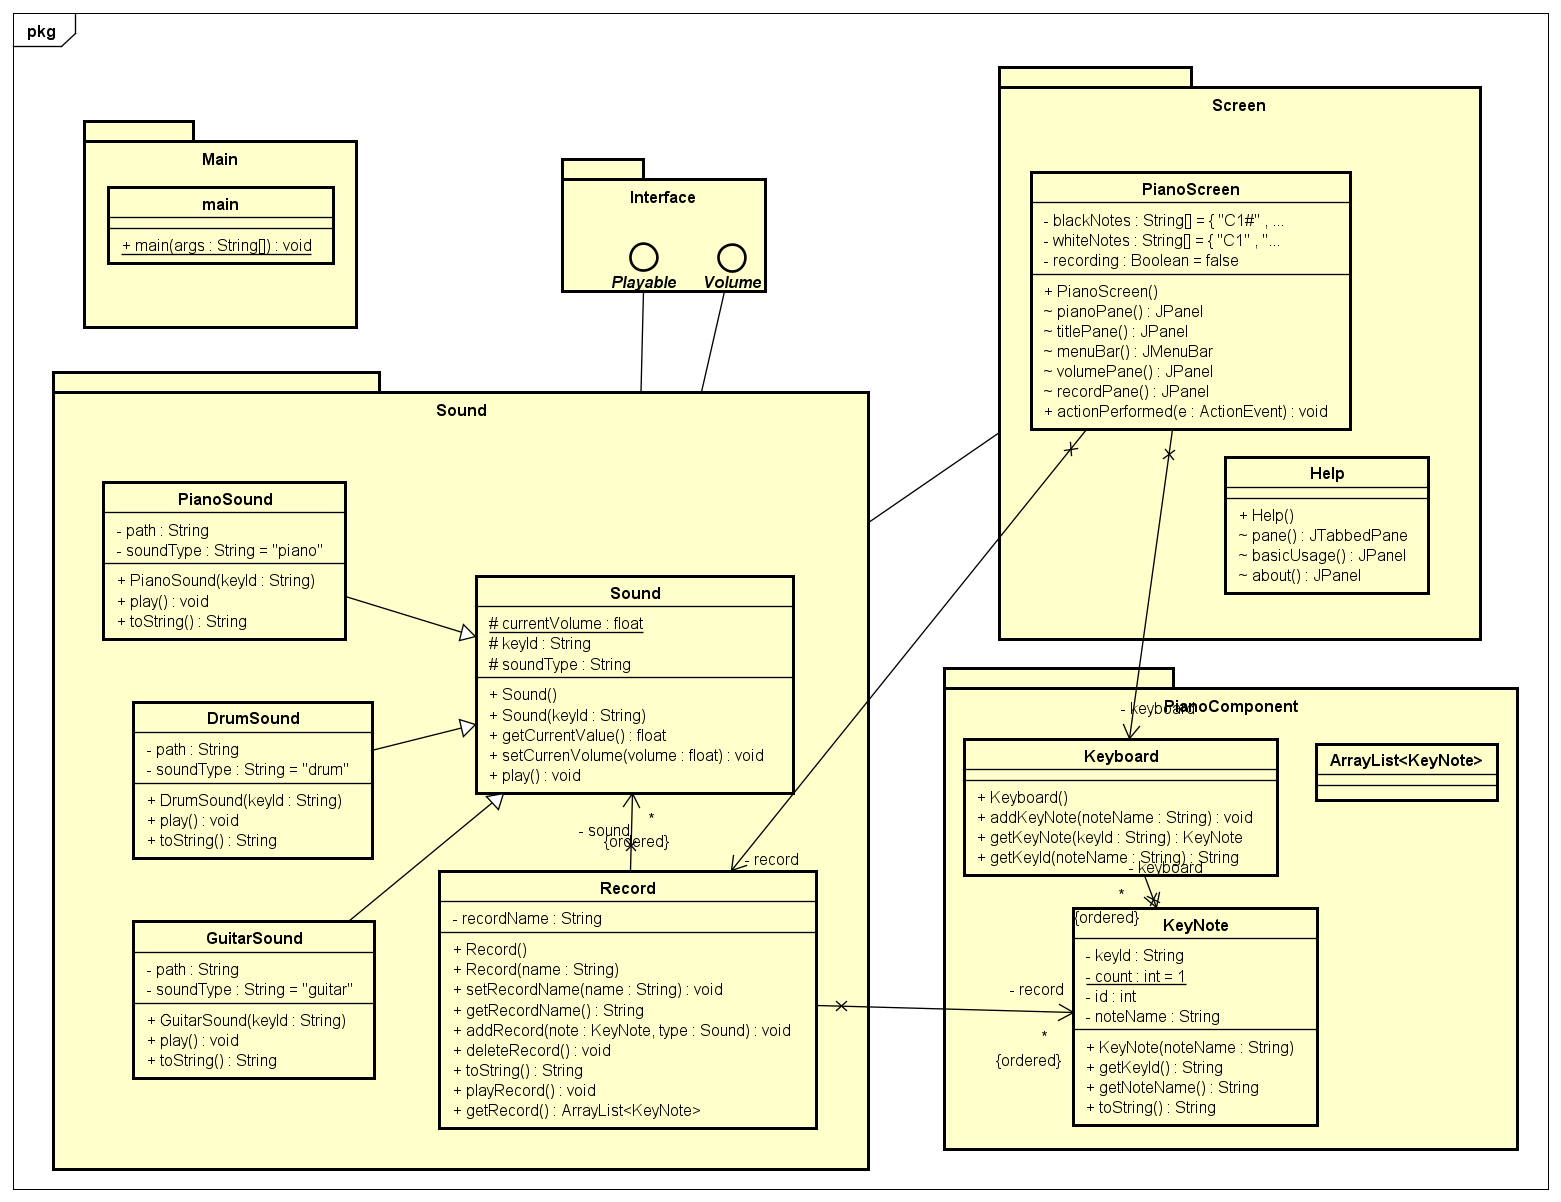 pkg
Main
main
+ main(args : String[]) : void
Interface
Playable
Volume
Screen
PianoScreen
- blackNotes : String[] = { "C1#" , ...
- whiteNotes : String[] = { "C1" , "...
- recording : Boolean = false
+ PianoScreen()
~ pianoPane() : JPanel
~ titlePane() : JPanel
~ menuBar() : JMenuBar
~ volumePane() : JPanel
~ recordPane() : JPanel
+ actionPerformed(e : ActionEvent) : void
Help
+ Help()
~ pane() : JTabbedPane
~ basicUsage() : JPanel
~ about() : JPanel
Sound
PianoSound
- path : String
- soundType : String = "piano"
+ PianoSound(keyId : String)
+ play() : void
+ toString() : String
DrumSound
- path : String
- soundType : String = "drum"
+ DrumSound(keyId : String)
+ play() : void
+ toString() : String
GuitarSound
- path : String
- soundType : String = "guitar"
+ GuitarSound(keyId : String)
+ play() : void
+ toString() : String
Sound
# currentVolume : float
# keyId : String
# soundType : String
+ Sound()
+ Sound(keyId : String)
+ getCurrentValue() : float
+ setCurrenVolume(volume : float) : void
+ play() : void
*
- sound
{ordered}
- record
Record
- recordName : String
+ Record()
+ Record(name : String)
+ setRecordName(name : String) : void
+ getRecordName() : String
+ addRecord(note : KeyNote, type : Sound) : void
+ deleteRecord() : void
+ toString() : String
+ playRecord() : void
+ getRecord() : ArrayList<KeyNote>
PianoComponent
- keyboard
Keyboard
+ Keyboard()
+ addKeyNote(noteName : String) : void
+ getKeyNote(keyId : String) : KeyNote
+ getKeyId(noteName : String) : String
ArrayList<KeyNote>
- keyboard
*
{ordered}
KeyNote
- keyId : String
- count : int = 1
- id : int
- noteName : String
+ KeyNote(noteName : String)
+ getKeyId() : String
+ getNoteName() : String
+ toString() : String
- record
*
{ordered}